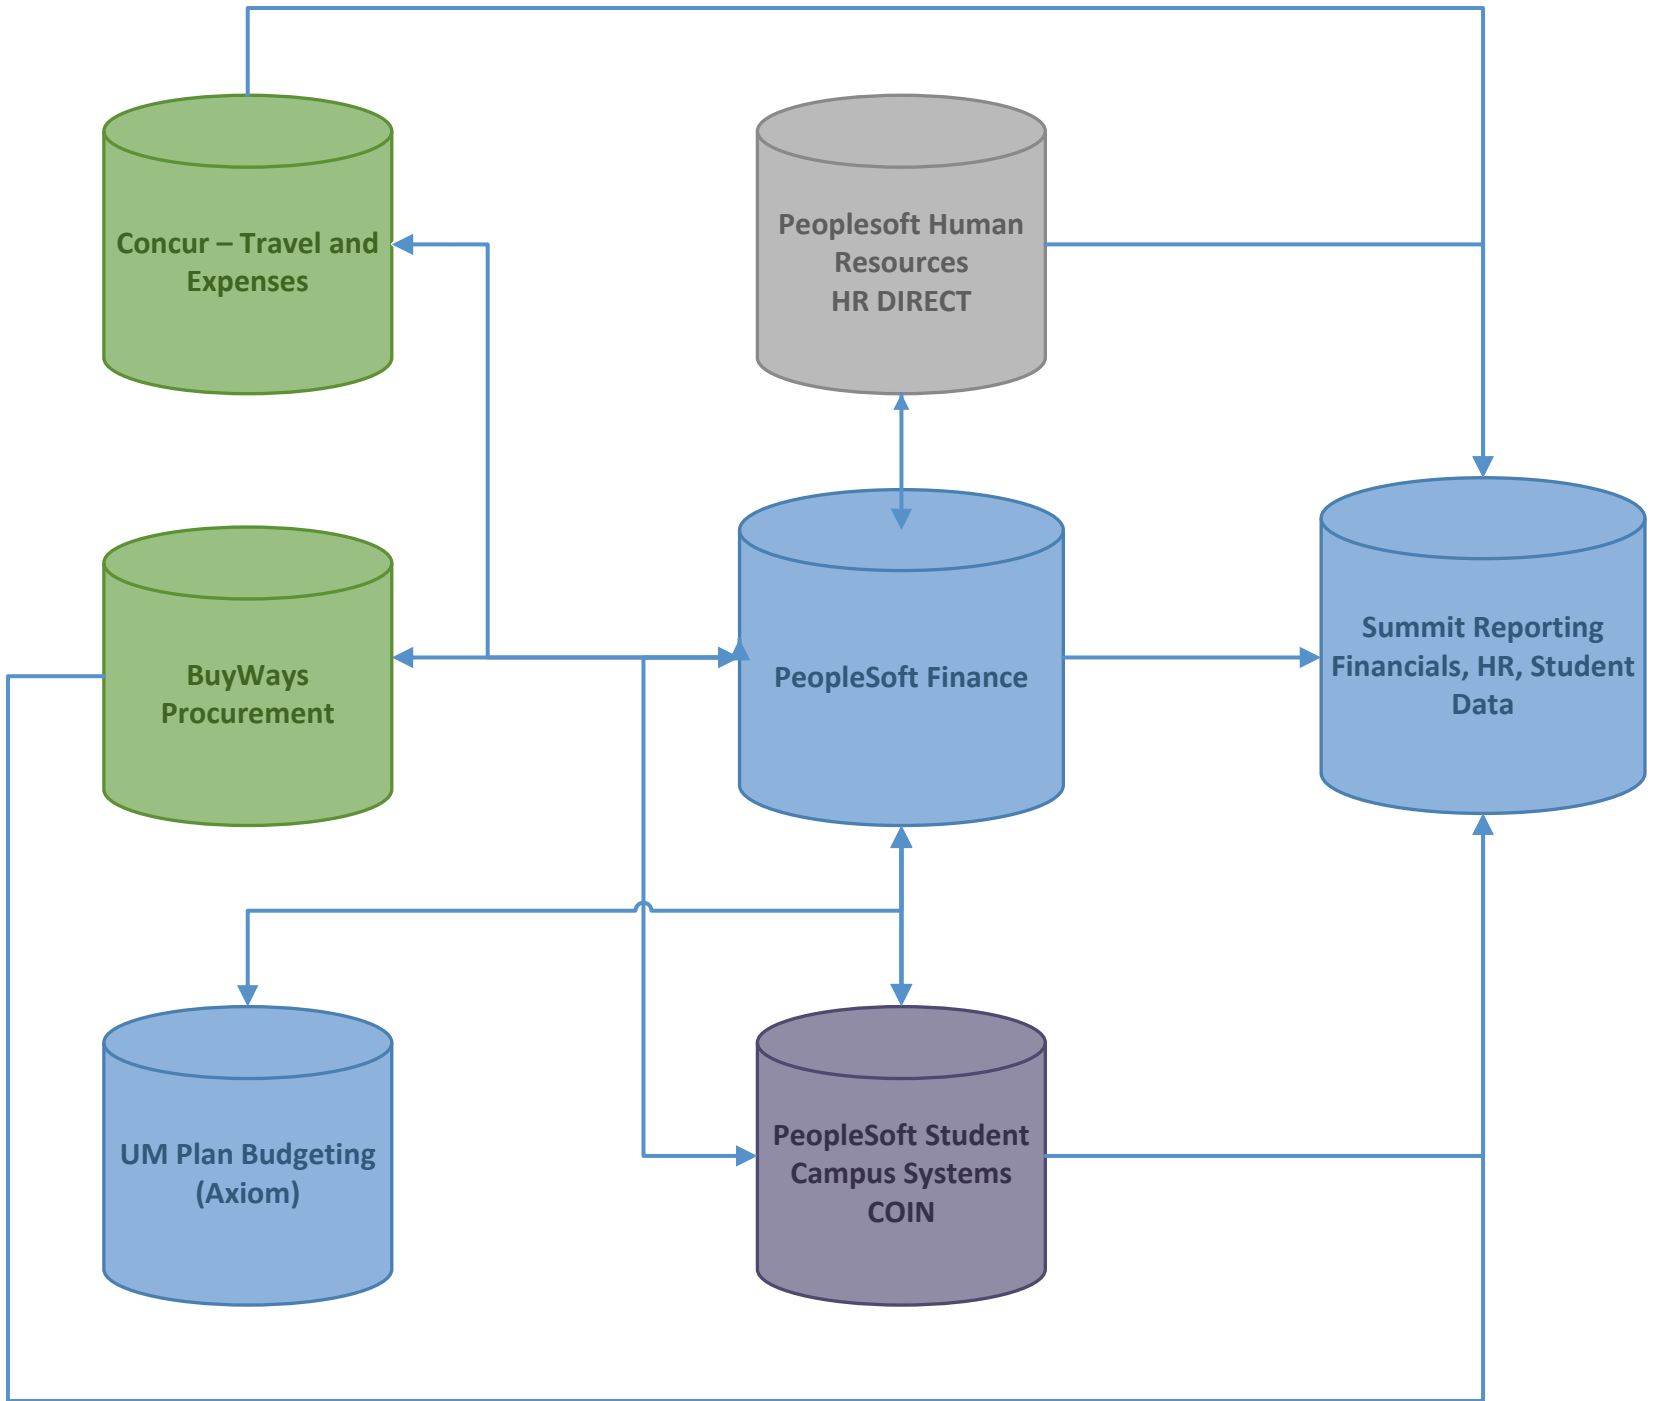 Concur – Travel and
Expenses
Peoplesoft Human
Resources
HR DIRECT
BuyWays
Procurement
PeopleSoft Finance
Summit Reporting
Financials, HR, Student
Data
UM Plan Budgeting
(Axiom)
PeopleSoft Student
Campus Systems
COIN